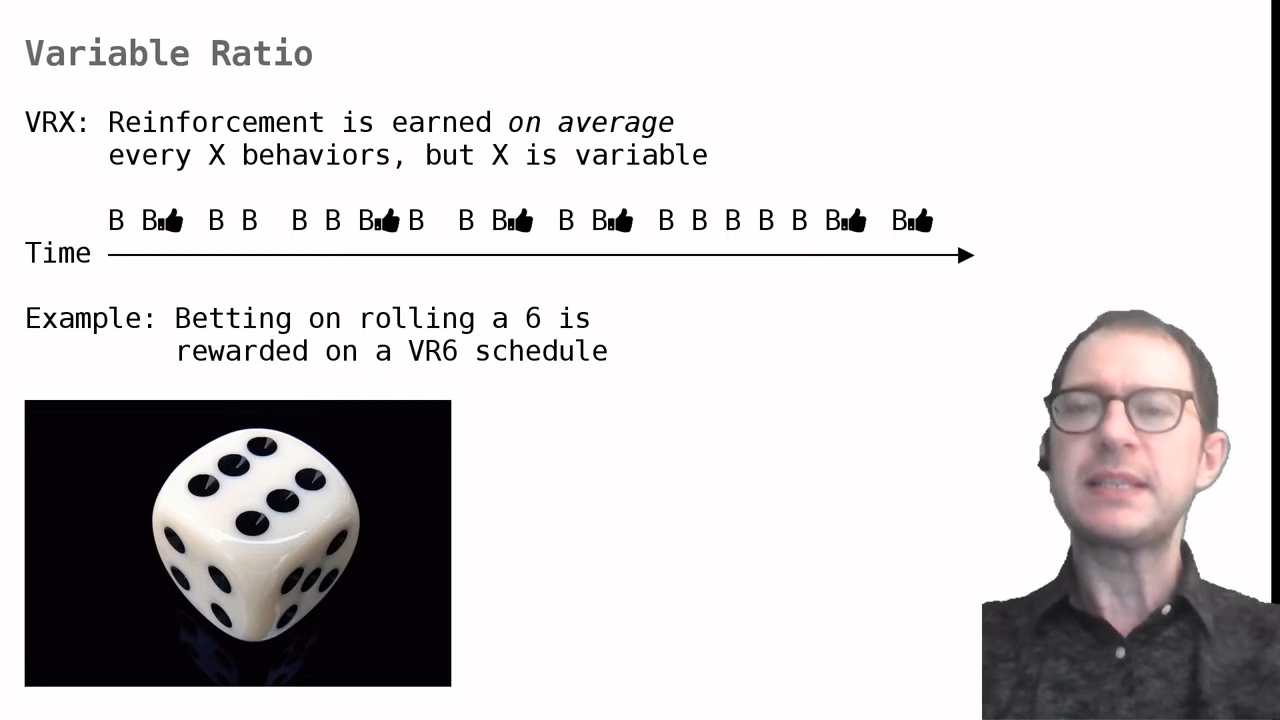 Variable Ratio
VRX: Reinforcement is earned on average
every X behaviors, but X is variable
B B👍 B B B B B👍 B B B👍 B B👍 B B B B B B👍 B👍
Time
Example: Betting on rolling a 6 is
rewarded on a VR6 schedule